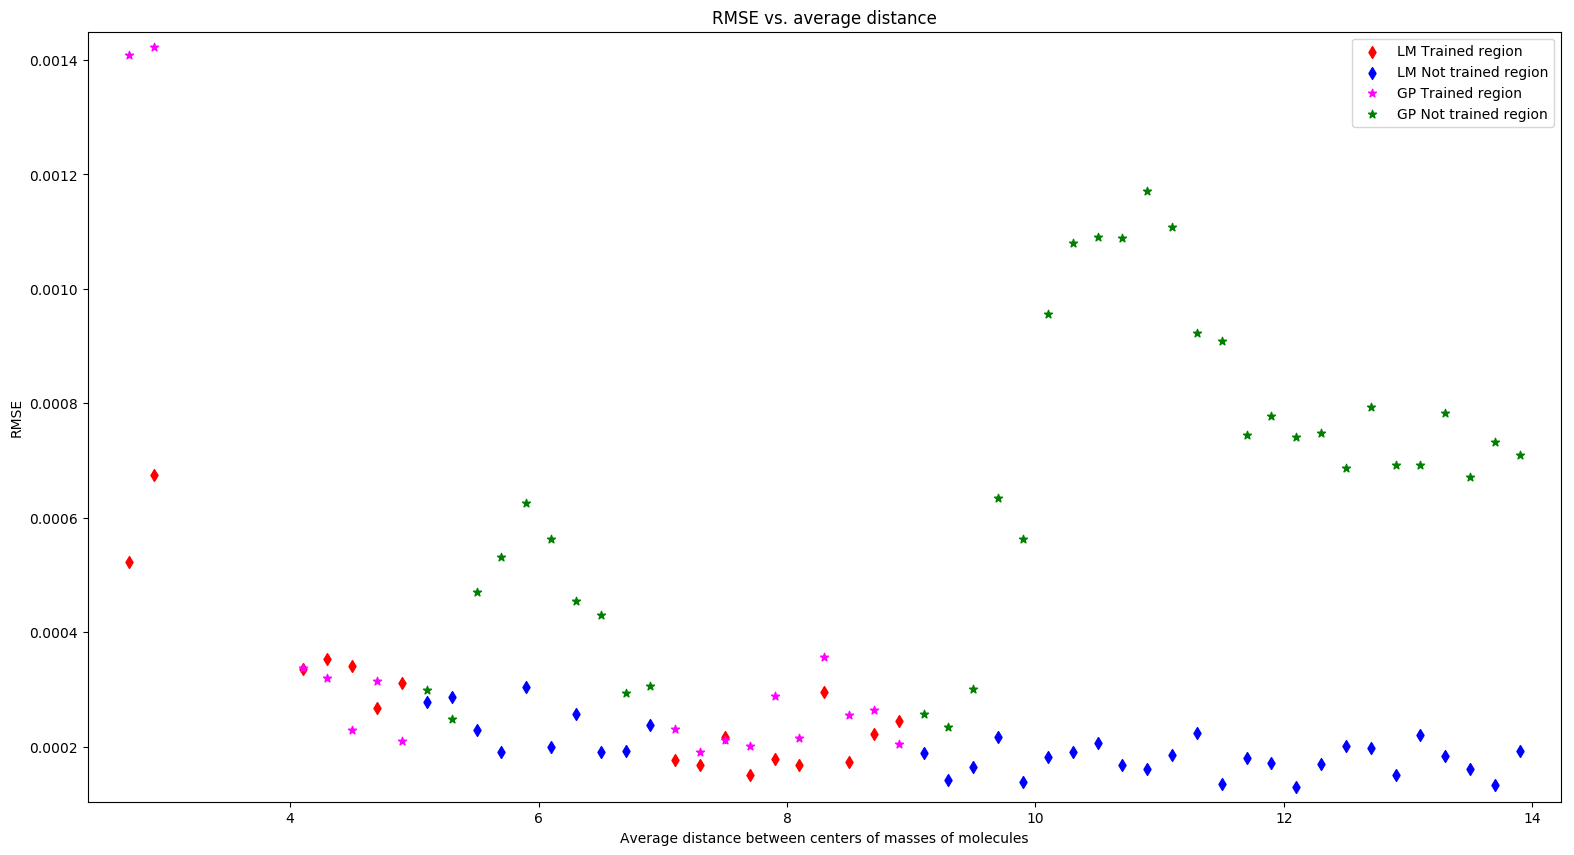 RMSE vs. average distance
LM Trained region
LM Not trained region
GP Trained region
GP Not trained region
RMSE
0.0014
0.0012
0.0010
0.0008
0.0006
0.0004
0.0002
4
6
8
10
12
14
Average distance between centers of masses of molecules